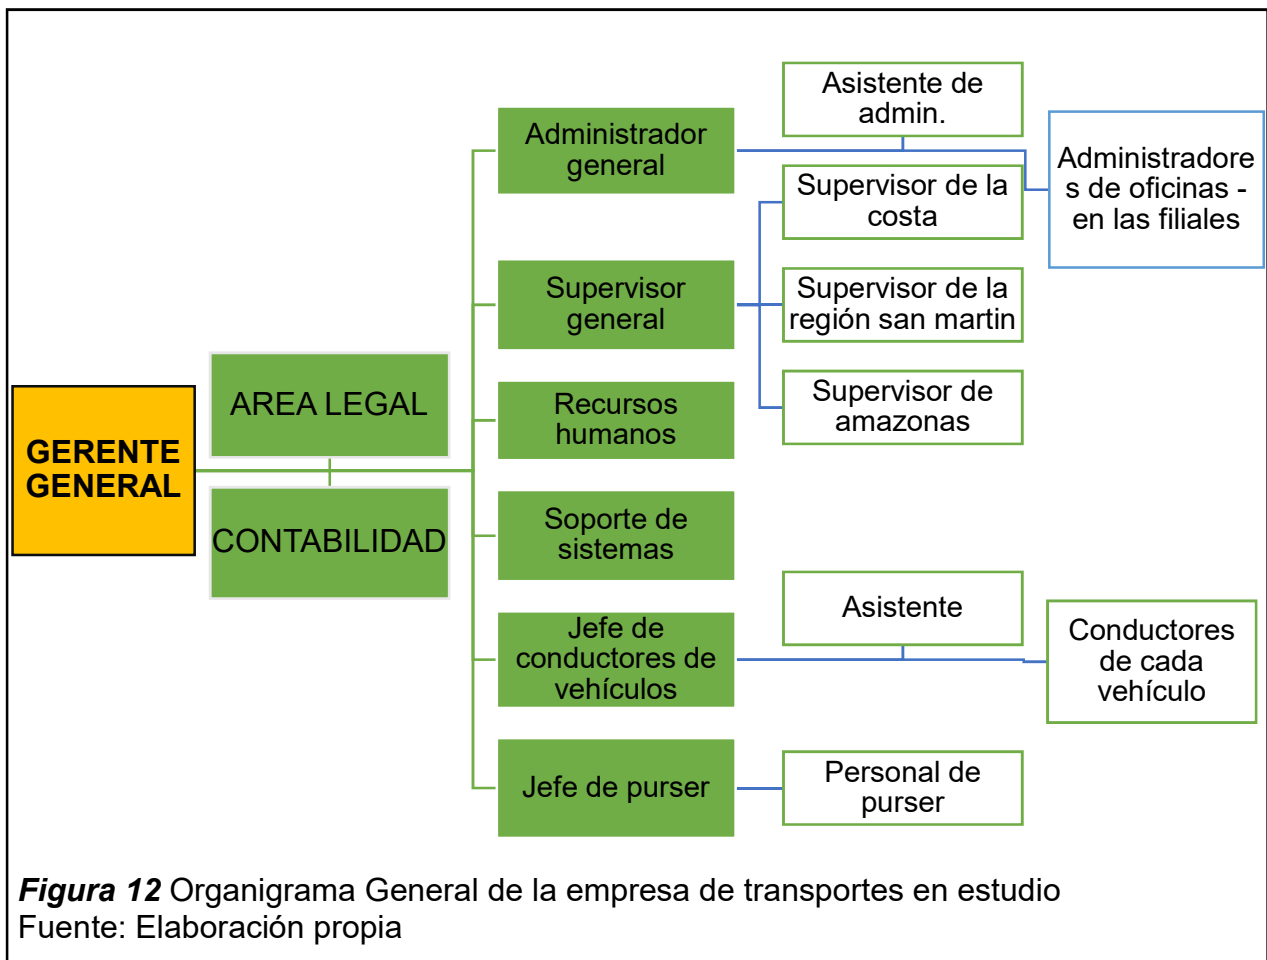 GERENTE
GENERAL
AREA LEGAL
CONTABILIDAD
Administrador
general
Asistente de
admin.
Administradore
s de oficinas -
en las filiales
Supervisor
general
Supervisor de la
costa
Supervisor de la
región san martin
Supervisor de
amazonas
Recursos
humanos
Soporte de
sistemas
Jefe de
conductores de
vehículos
Asistente
Conductores
de cada
vehículo
Jefe de purser
Personal de
purser
Figura 12 Organigrama General de la empresa de transportes en estudio
Fuente: Elaboración propia